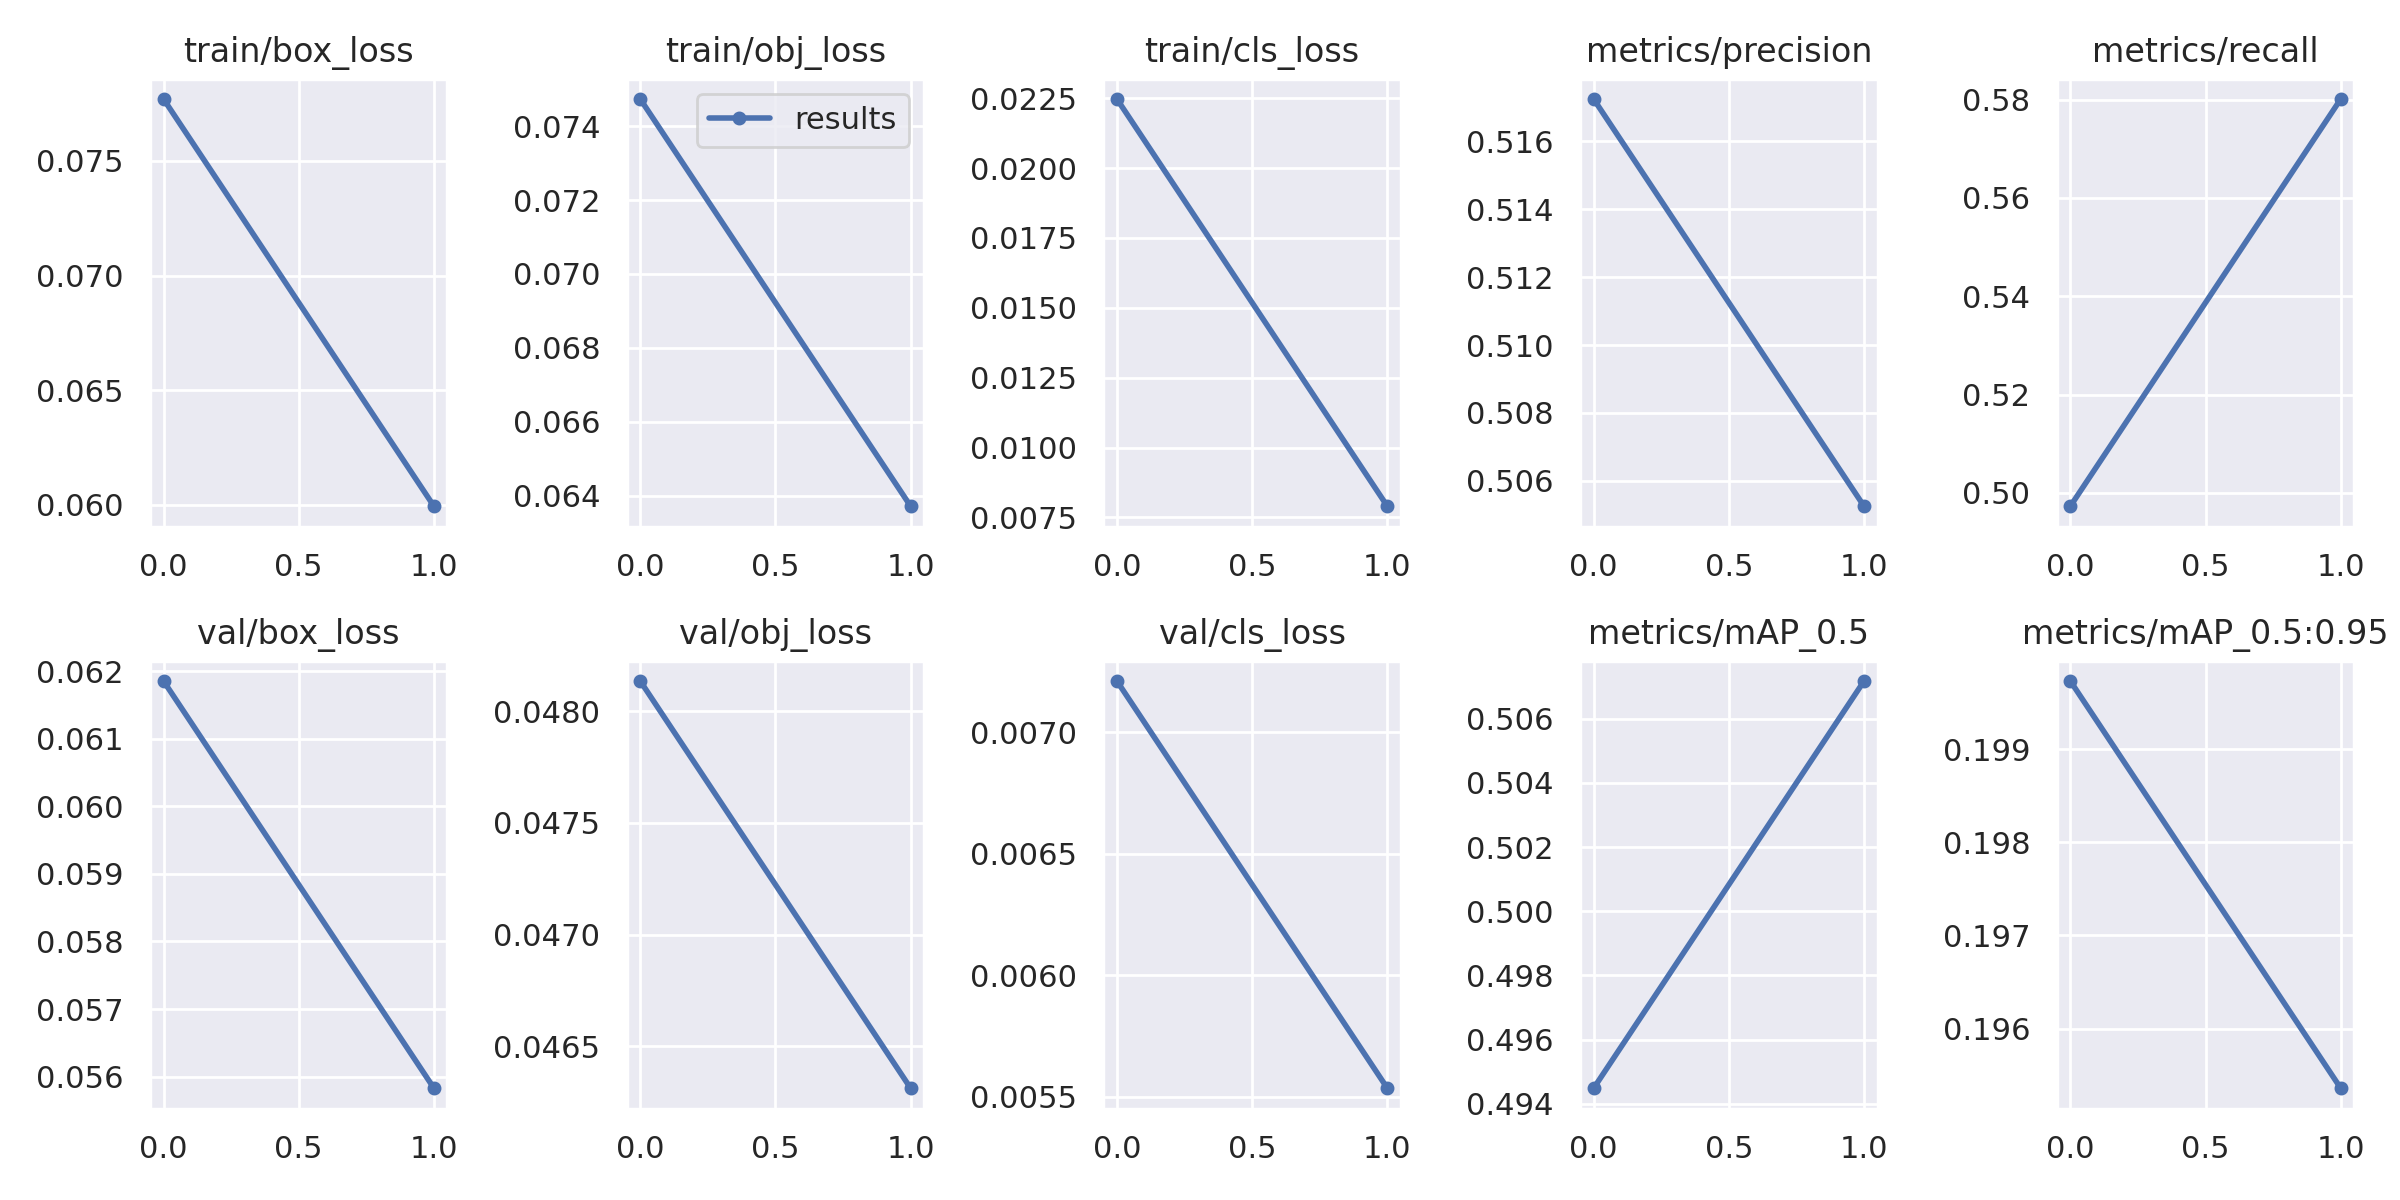 train/box_loss
0.075
0.070
0.065
0.060
0.0 0.5 1.0
train/obj_loss
results
0.074
0.072
0.070
0.068
0.066
0.064
0.0 0.5 1.0
train/cls_loss
0.0225
0.0200
0.0175
0.0150
0.0125
0.0100
0.0075
0.0 0.5 1.0
metrics/precision
0.516
0.514
0.512
0.510
0.508
0.506
0.0 0.5 1.0
metrics/recall
0.58
0.56
0.54
0.52
0.50
0.0 0.5 1.0
val/box_loss
0.062
0.061
0.060
0.059
0.058
0.057
0.056
0.0 0.5 1.0
val/obj_loss
0.0480
0.0475
0.0470
0.0465
0.0 0.5 1.0
val/cls_loss
0.0070
0.0065
0.0060
0.0055
0.0 0.5 1.0
metrics/mAP_0.5
0.506
0.504
0.502
0.500
0.498
0.496
0.494
0.0 0.5 1.0
metrics/mAP_0.5:0.95
0.199
0.198
0.197
0.196
0.0 0.5 1.0